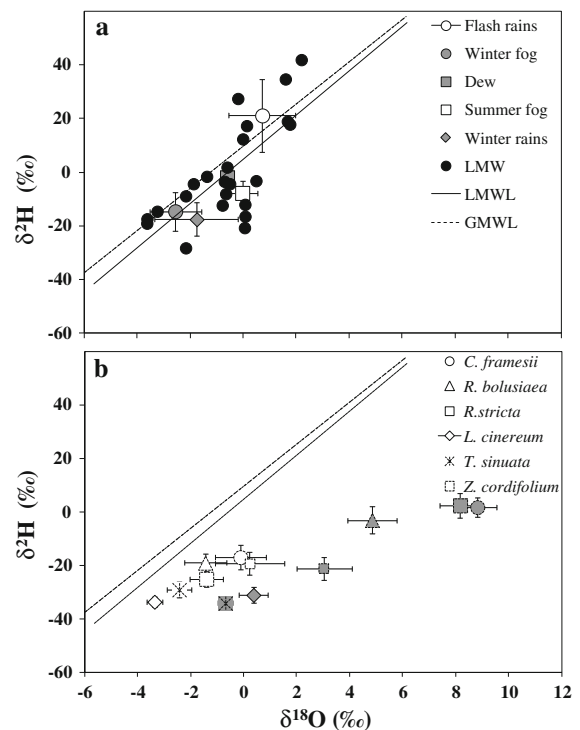 a
Flash rains
Winter fog
Dew
Summer fog
Winter rains
LMW
LMWL
GMWL
40
20
0
-20
-40
-60
δ²H (‰)
b
C. framesii
R. bolusiaea
R.stricta
L. cinereum
T. sinuata
Z. cordifolium
40
20
0
-20
-40
-60
δ²H (‰)
-6 -4 -2 0 2 4 6 8 10 12
δ¹⁸O (‰)